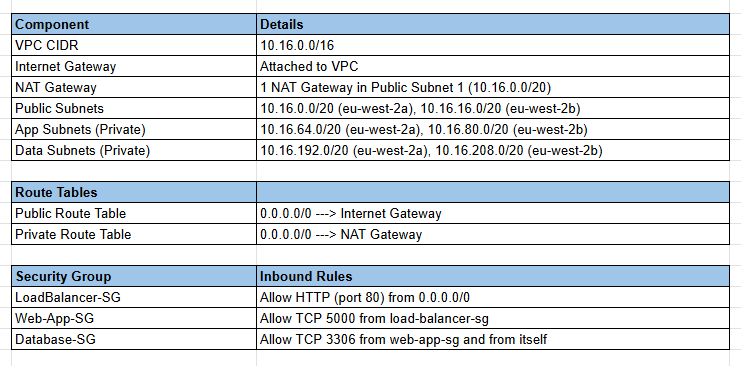 Component Details
VPC CIDR 10.16.0.0/16
Internet Gateway Attached to VPC
NAT Gateway 1 NAT Gateway in Public Subnet 1 (10.16.0.0/20)
Public Subnets 10.16.0.0/20 (eu-west-2a), 10.16.16.0/20 (eu-west-2b)
App Subnets (Private) 10.16.64.0/20 (eu-west-2a), 10.16.80.0/20 (eu-west-2b)
Data Subnets (Private) 10.16.192.0/20 (eu-west-2a), 10.16.208.0/20 (eu-west-2b)
Route Tables
Public Route Table 0.0.0.0/0 ---> Internet Gateway
Private Route Table 0.0.0.0/0 ---> NAT Gateway
Security Group Inbound Rules
LoadBalancer-SG Allow HTTP (port 80) from 0.0.0.0/0
Web-App-SG Allow TCP 5000 from load-balancer-sg
Database-SG Allow TCP 3306 from web-app-sg and from itself